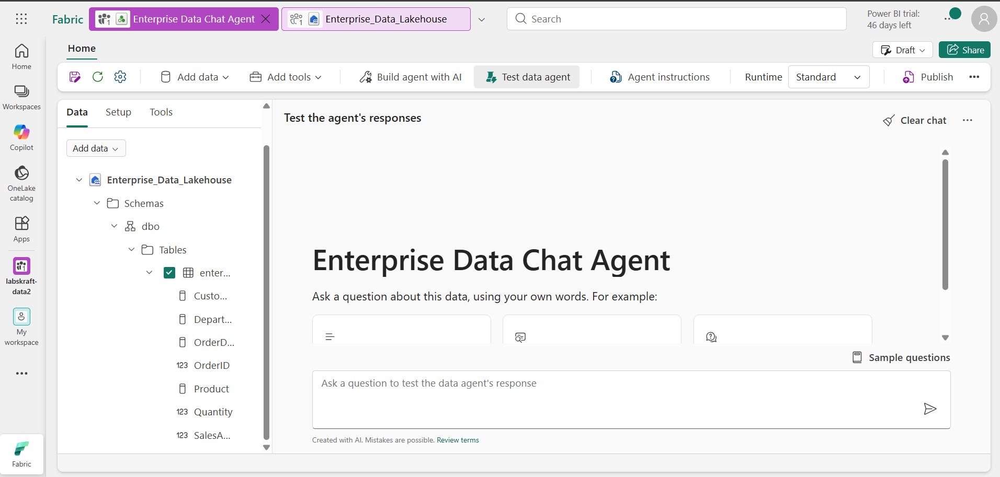 Fabric
1 Enterprise Data Chat Agent
1 Enterprise_Data_Lakehouse
Search
Power BI trial:
46 days left
Home
Draft
Share
Add data
Add tools
Build agent with AI
Test data agent
Agent instructions
Runtime
Standard
Publish
Home
Workspaces
Copilot
OneLake
catalog
Apps
1
labskraft-
data2
My
workspace
Fabric
Data
Setup
Tools
Add data
Enterprise_Data_Lakehouse
Schemas
dbo
Tables
enter...
Custo...
Depart...
OrderD...
123 OrderID
Product
123 Quantity
123 SalesA...
Test the agent's responses
Clear chat
Enterprise Data Chat Agent
Ask a question about this data, using your own words. For example:
Sample questions
Ask a question to test the data agent's response
Created with AI. Mistakes are possible. Review terms